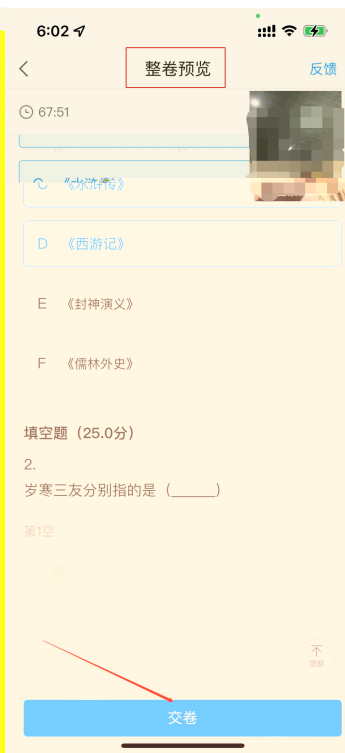 6:02
整卷预览
反馈
67:51
C 《水浒传》
D 《西游记》
E 《封神演义》
F 《儒林外史》
填空题（25.0分）
2.
岁寒三友分别指的是（_____）
第1空
顶部
交卷